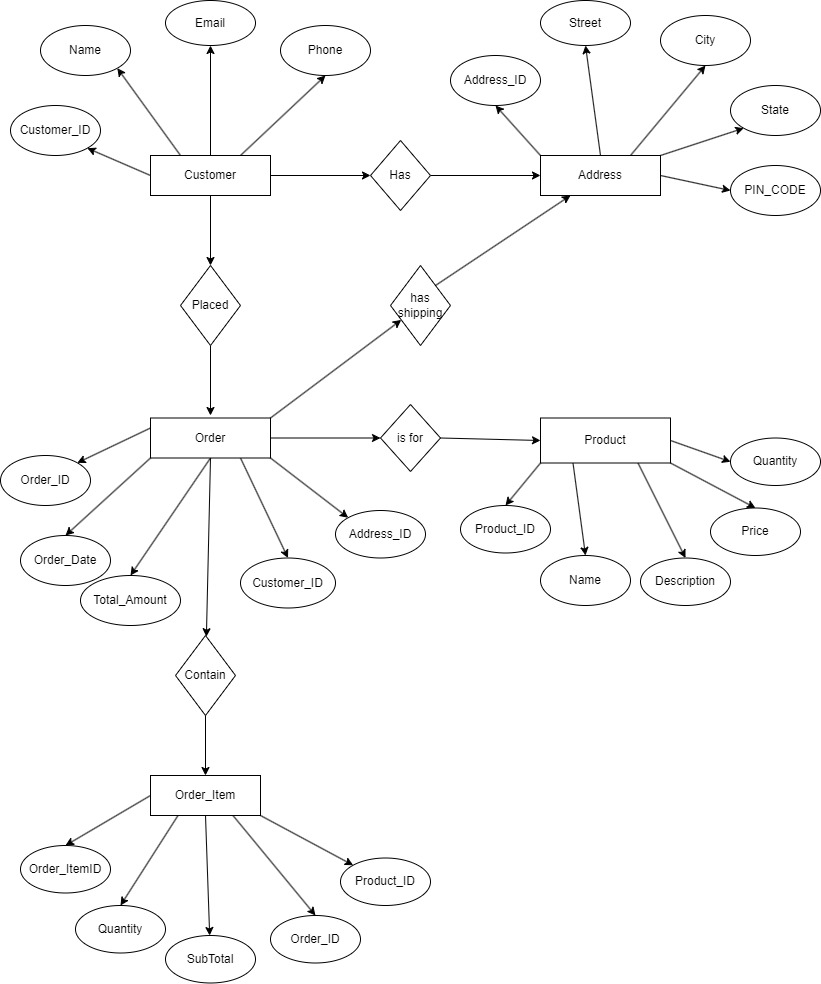 Email
Street
Name
Phone
City
Address_ID
State
Customer_ID
Customer
Has
Address
PIN_CODE
Placed
has
shipping
Order
is for
Product
Quantity
Order_ID
Product_ID
Price
Address_ID
Order_Date
Customer_ID
Name
Description
Total_Amount
Contain
Order_Item
Order_ItemID
Product_ID
Quantity
Order_ID
SubTotal